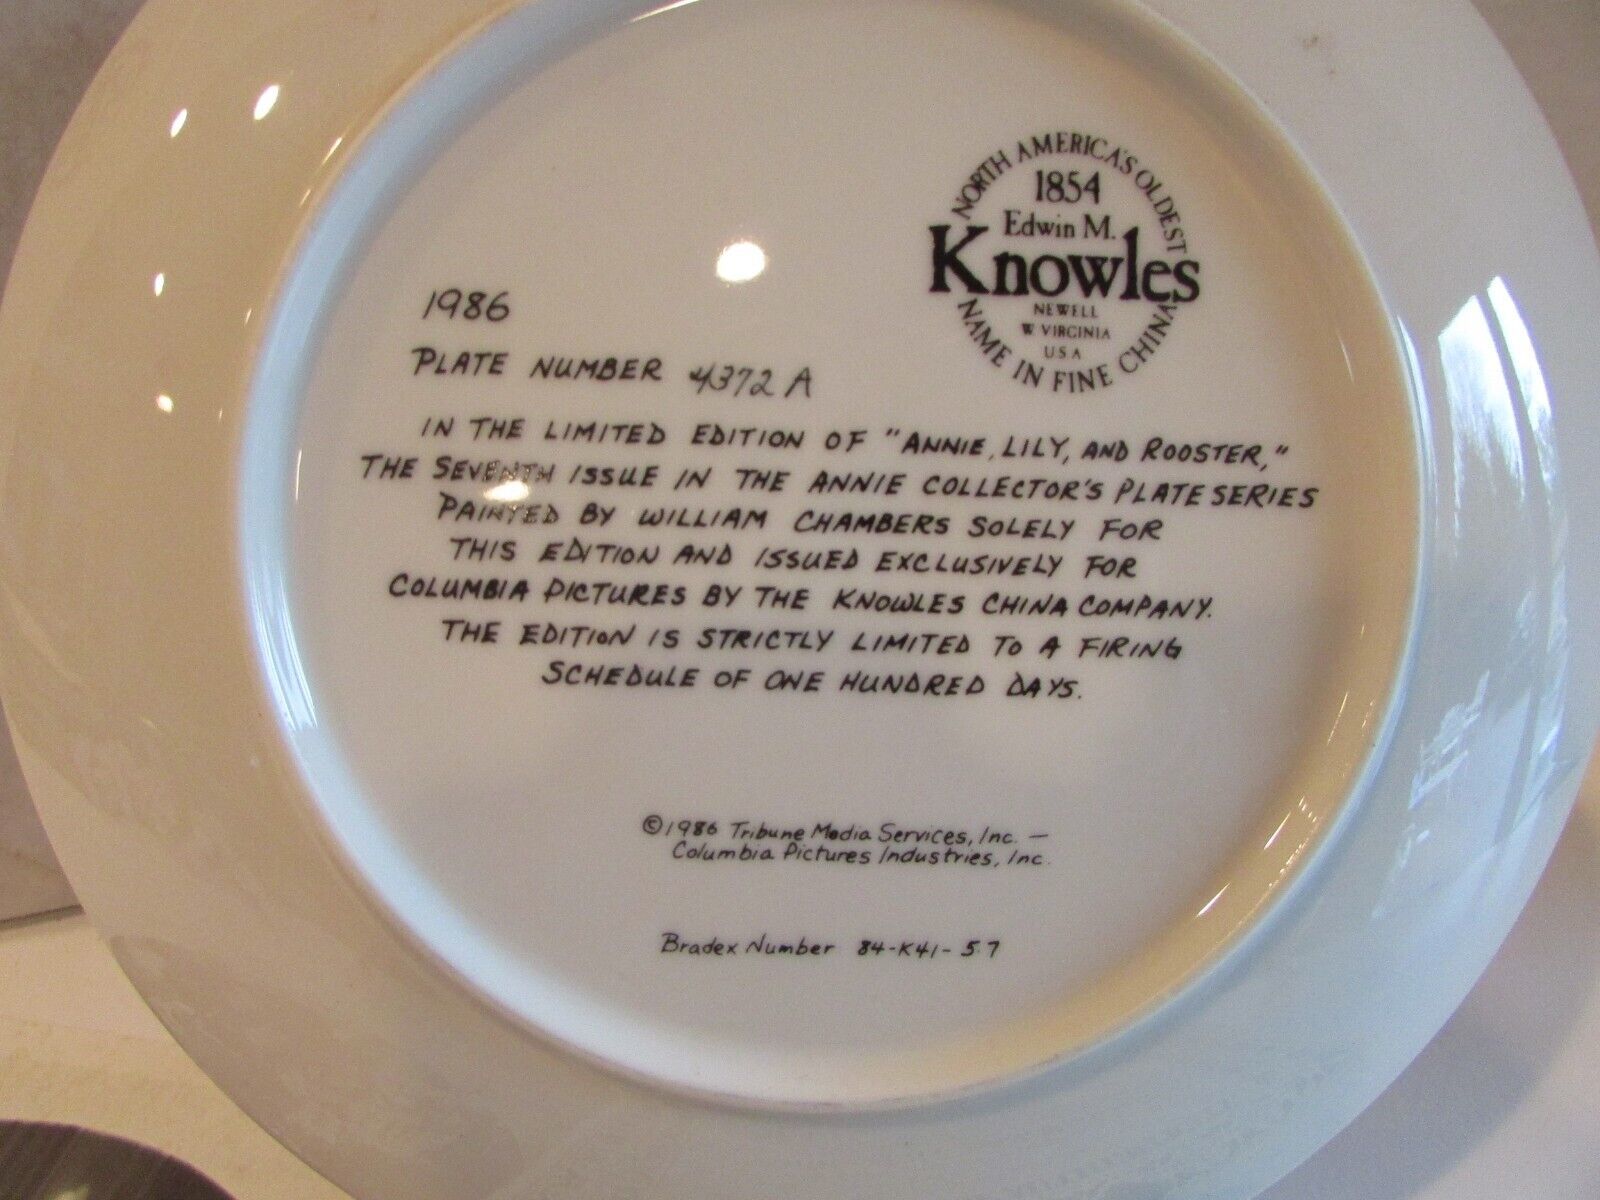 NORTH AMERICA'S OLDEST
1854
Edwin M.
Knowles
NEWELL
W VIRGINIA
USA
NAME IN FINE CHINA
1986
PLATE NUMBER 4372 A
IN THE LIMITED EDITION OF "ANNIE, LILY, AND ROOSTER,"
THE SEVENTH ISSUE IN THE ANNIE COLLECTOR'S PLATE SERIES
PAINTED BY WILLIAM CHAMBERS SOLELY FOR
THIS EDITION AND ISSUED EXCLUSIVELY FOR
COLUMBIA PICTURES BY THE KNOWLES CHINA COMPANY.
THE EDITION IS STRICTLY LIMITED TO A FIRING
SCHEDULE OF ONE HUNDRED DAYS.
©1986 Tribune Media Services, Inc. —
Columbia Pictures Industries, Inc.
Bradex Number 84-K41-5.7